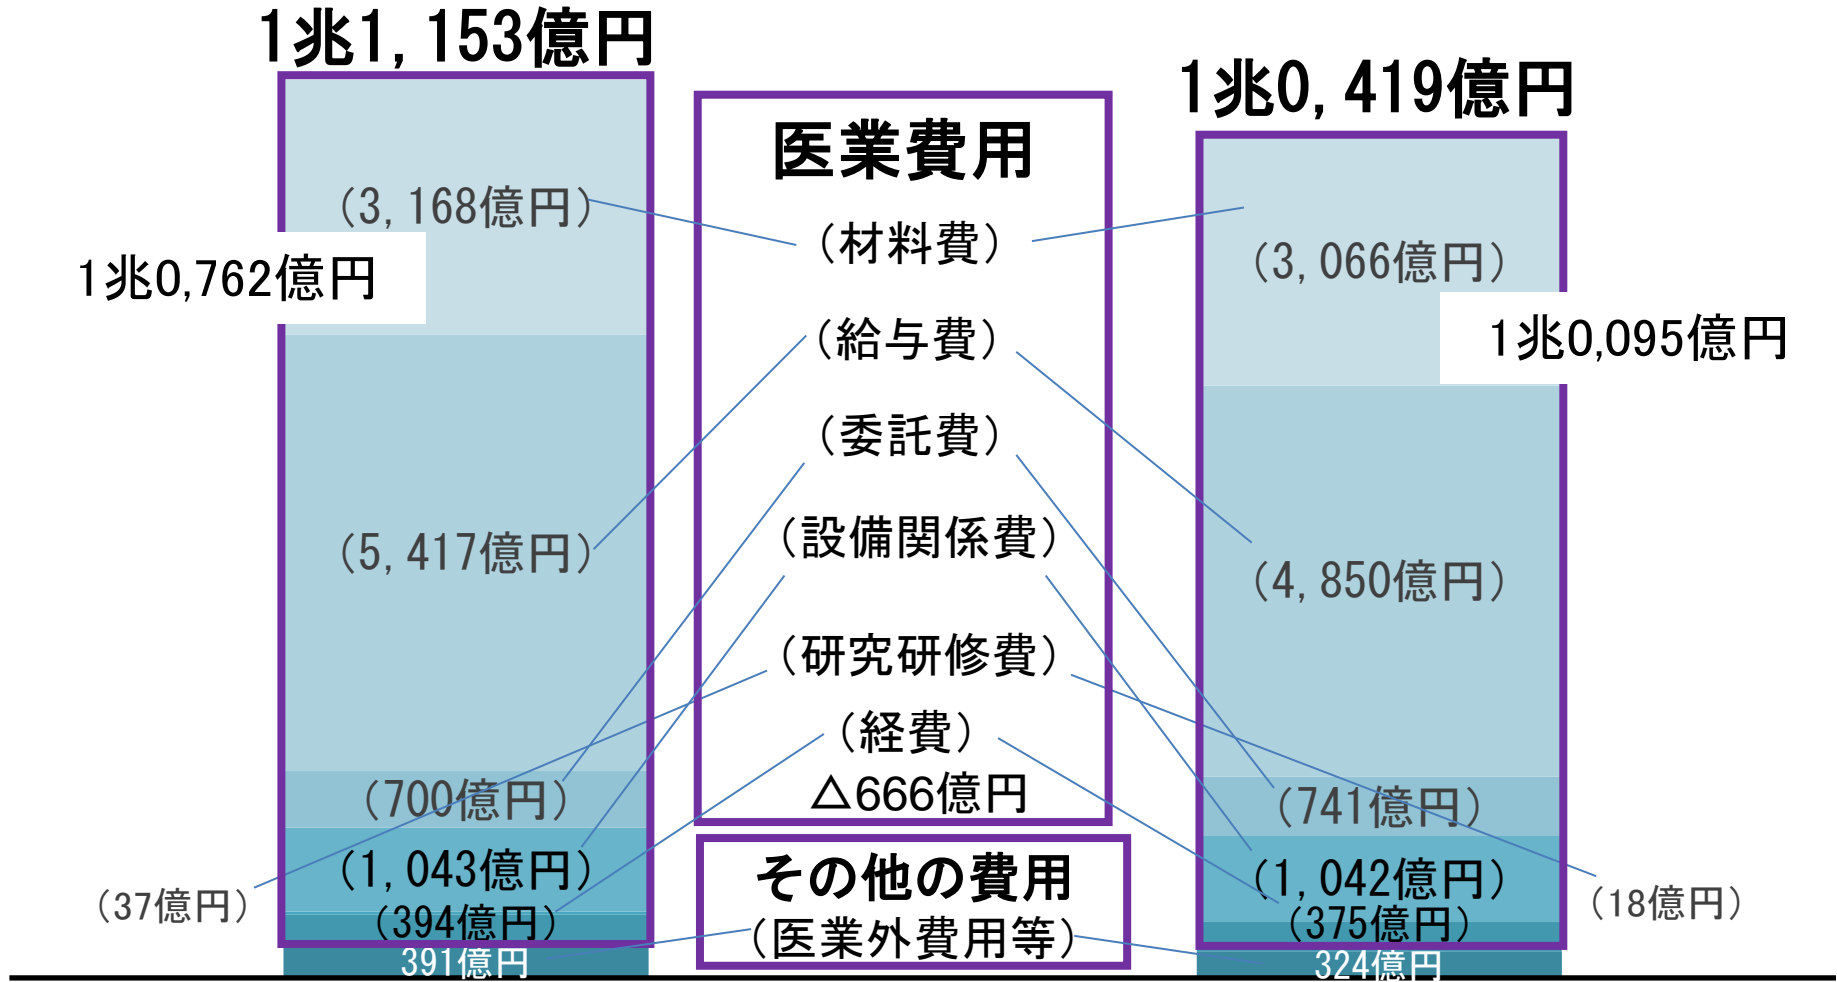 1兆1,153億円
(3,168億円)
1兆0,762億円
(5,417億円)
(700億円)
(1,043億円)
(37億円)
(394億円)
391億円
医業費用
(材料費)
(給与費)
(委託費)
(設備関係費)
(研究研修費)
(経費)
△666億円
その他の費用
(医業外費用等)
1兆0,419億円
(3,066億円)
1兆0,095億円
(4,850億円)
(741億円)
(1,042億円)
(18億円)
(375億円)
324億円